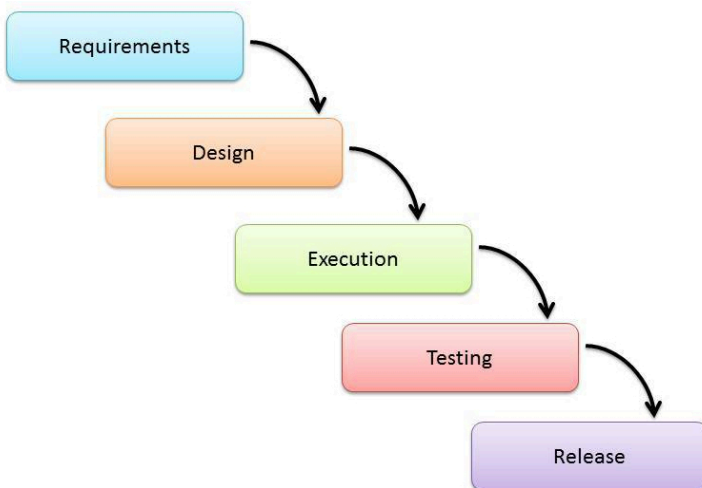 Requirements
Design
Execution
Testing
Release